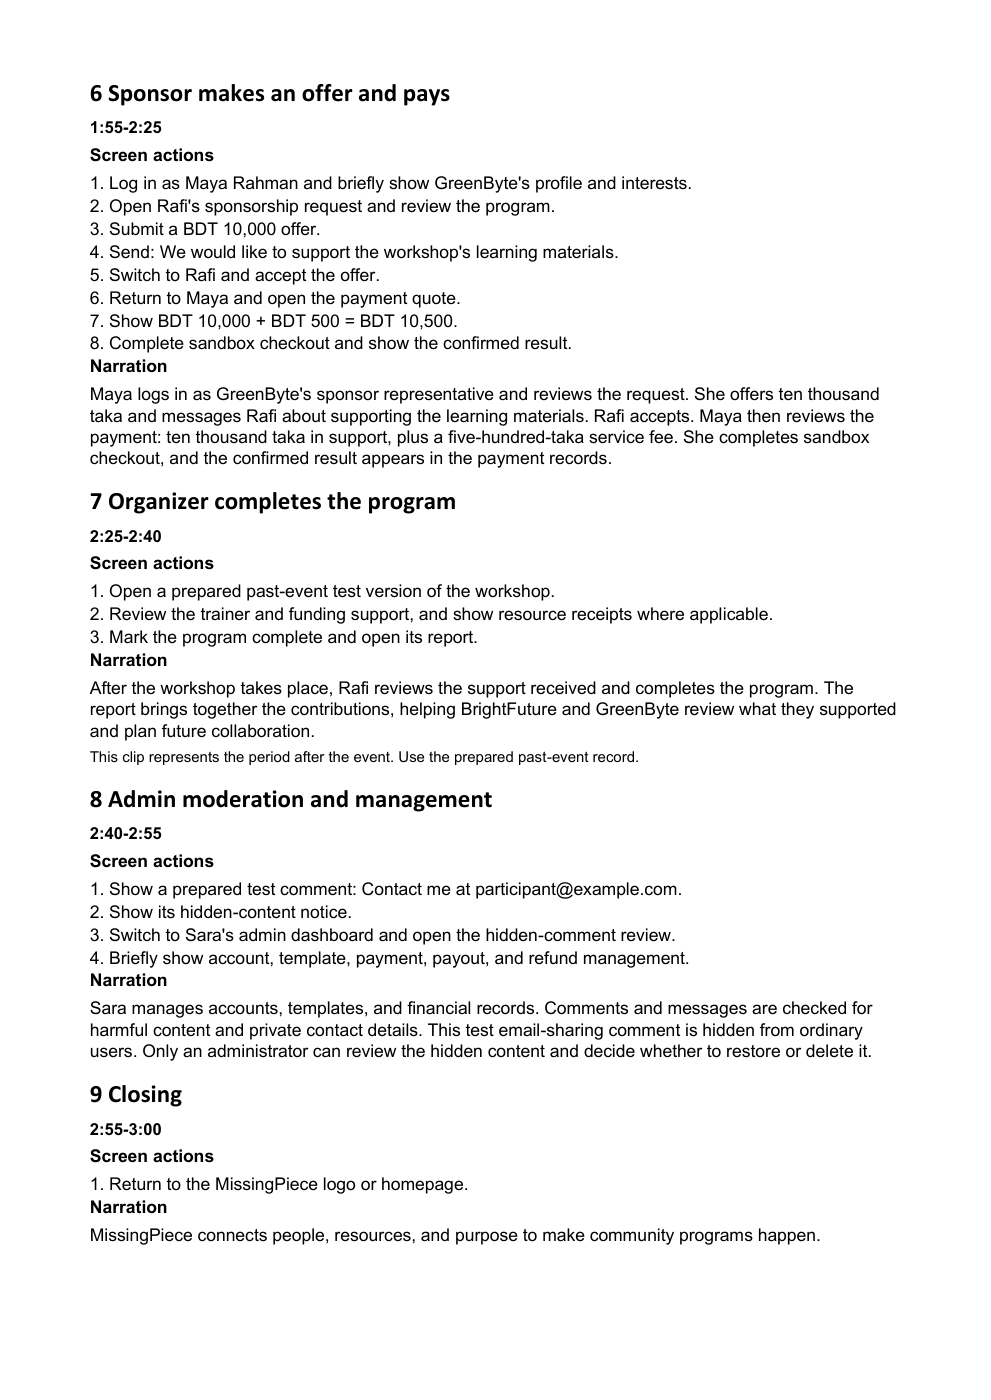 6 Sponsor makes an offer and pays
1:55-2:25
Screen actions
1. Log in as Maya Rahman and briefly show GreenByte's profile and interests.
2. Open Rafi's sponsorship request and review the program.
3. Submit a BDT 10,000 offer.
4. Send: We would like to support the workshop's learning materials.
5. Switch to Rafi and accept the offer.
6. Return to Maya and open the payment quote.
7. Show BDT 10,000 + BDT 500 = BDT 10,500.
8. Complete sandbox checkout and show the confirmed result.
Narration
Maya logs in as GreenByte's sponsor representative and reviews the request. She offers ten thousand
taka and messages Rafi about supporting the learning materials. Rafi accepts. Maya then reviews the
payment: ten thousand taka in support, plus a five-hundred-taka service fee. She completes sandbox
checkout, and the confirmed result appears in the payment records.
7 Organizer completes the program
2:25-2:40
Screen actions
1. Open a prepared past-event test version of the workshop.
2. Review the trainer and funding support, and show resource receipts where applicable.
3. Mark the program complete and open its report.
Narration
After the workshop takes place, Rafi reviews the support received and completes the program. The
report brings together the contributions, helping BrightFuture and GreenByte review what they supported
and plan future collaboration.
This clip represents the period after the event. Use the prepared past-event record.
8 Admin moderation and management
2:40-2:55
Screen actions
1. Show a prepared test comment: Contact me at participant@example.com.
2. Show its hidden-content notice.
3. Switch to Sara's admin dashboard and open the hidden-comment review.
4. Briefly show account, template, payment, payout, and refund management.
Narration
Sara manages accounts, templates, and financial records. Comments and messages are checked for
harmful content and private contact details. This test email-sharing comment is hidden from ordinary
users. Only an administrator can review the hidden content and decide whether to restore or delete it.
9 Closing
2:55-3:00
Screen actions
1. Return to the MissingPiece logo or homepage.
Narration
MissingPiece connects people, resources, and purpose to make community programs happen.